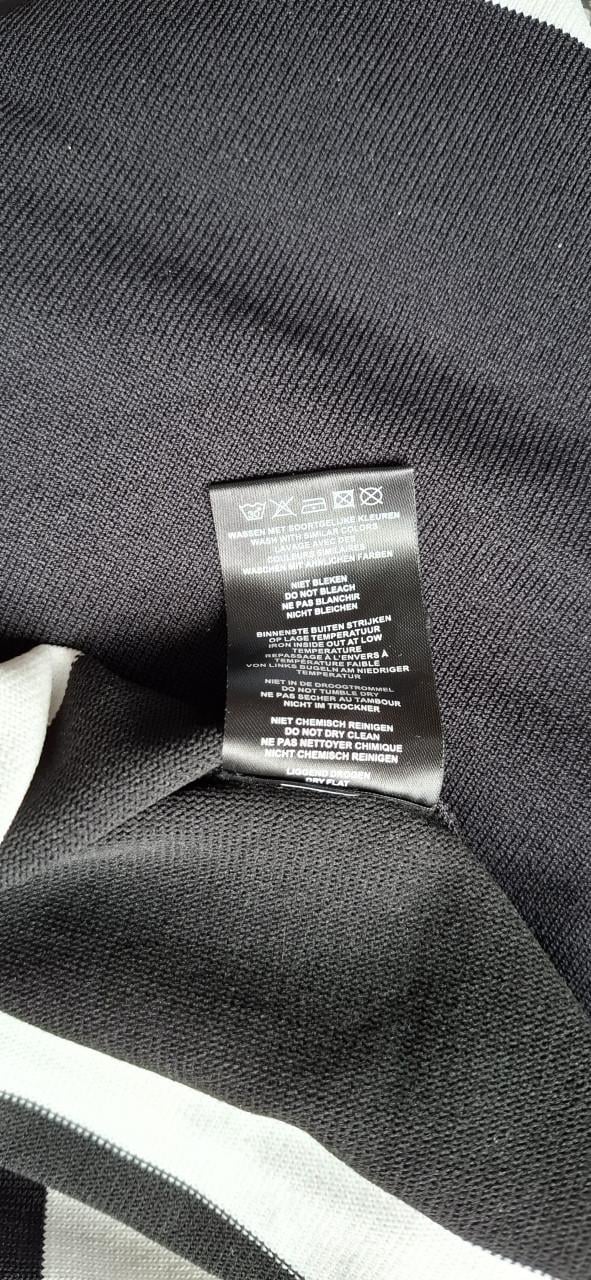 30
WASSEN MET SOORTGELIJKE KLEUREN
WASH WITH SIMILAR COLORS
LAVAGE AVEC DES
COULEURS SIMILAIRES
WASCHEN MIT ÄHNLICHEN FARBEN
NIET BLEKEN
DO NOT BLEACH
NE PAS BLANCHIR
NICHT BLEICHEN
BINNENSTE BUITEN STRIJKEN
OF LAGE TEMPERATUUR
IRON INSIDE OUT AT LOW
TEMPERATURE
REPASSAGE À L'ENVERS À
TEMPÉRATURE FAIBLE
VON LINKS BUGELN AM NIEDRIGER
TEMPERATUR
NIET IN DE DROOGTROMMEL
DO NOT TUMBLE DRY
NE PAS SECHER AU TAMBOUR
NICHT IM TROCKNER
NIET CHEMISCH REINIGEN
DO NOT DRY CLEAN
NE PAS NETTOYER CHIMIQUE
NICHT CHEMISCH REINIGEN
LIGGEND DROGEN
DRY FLAT